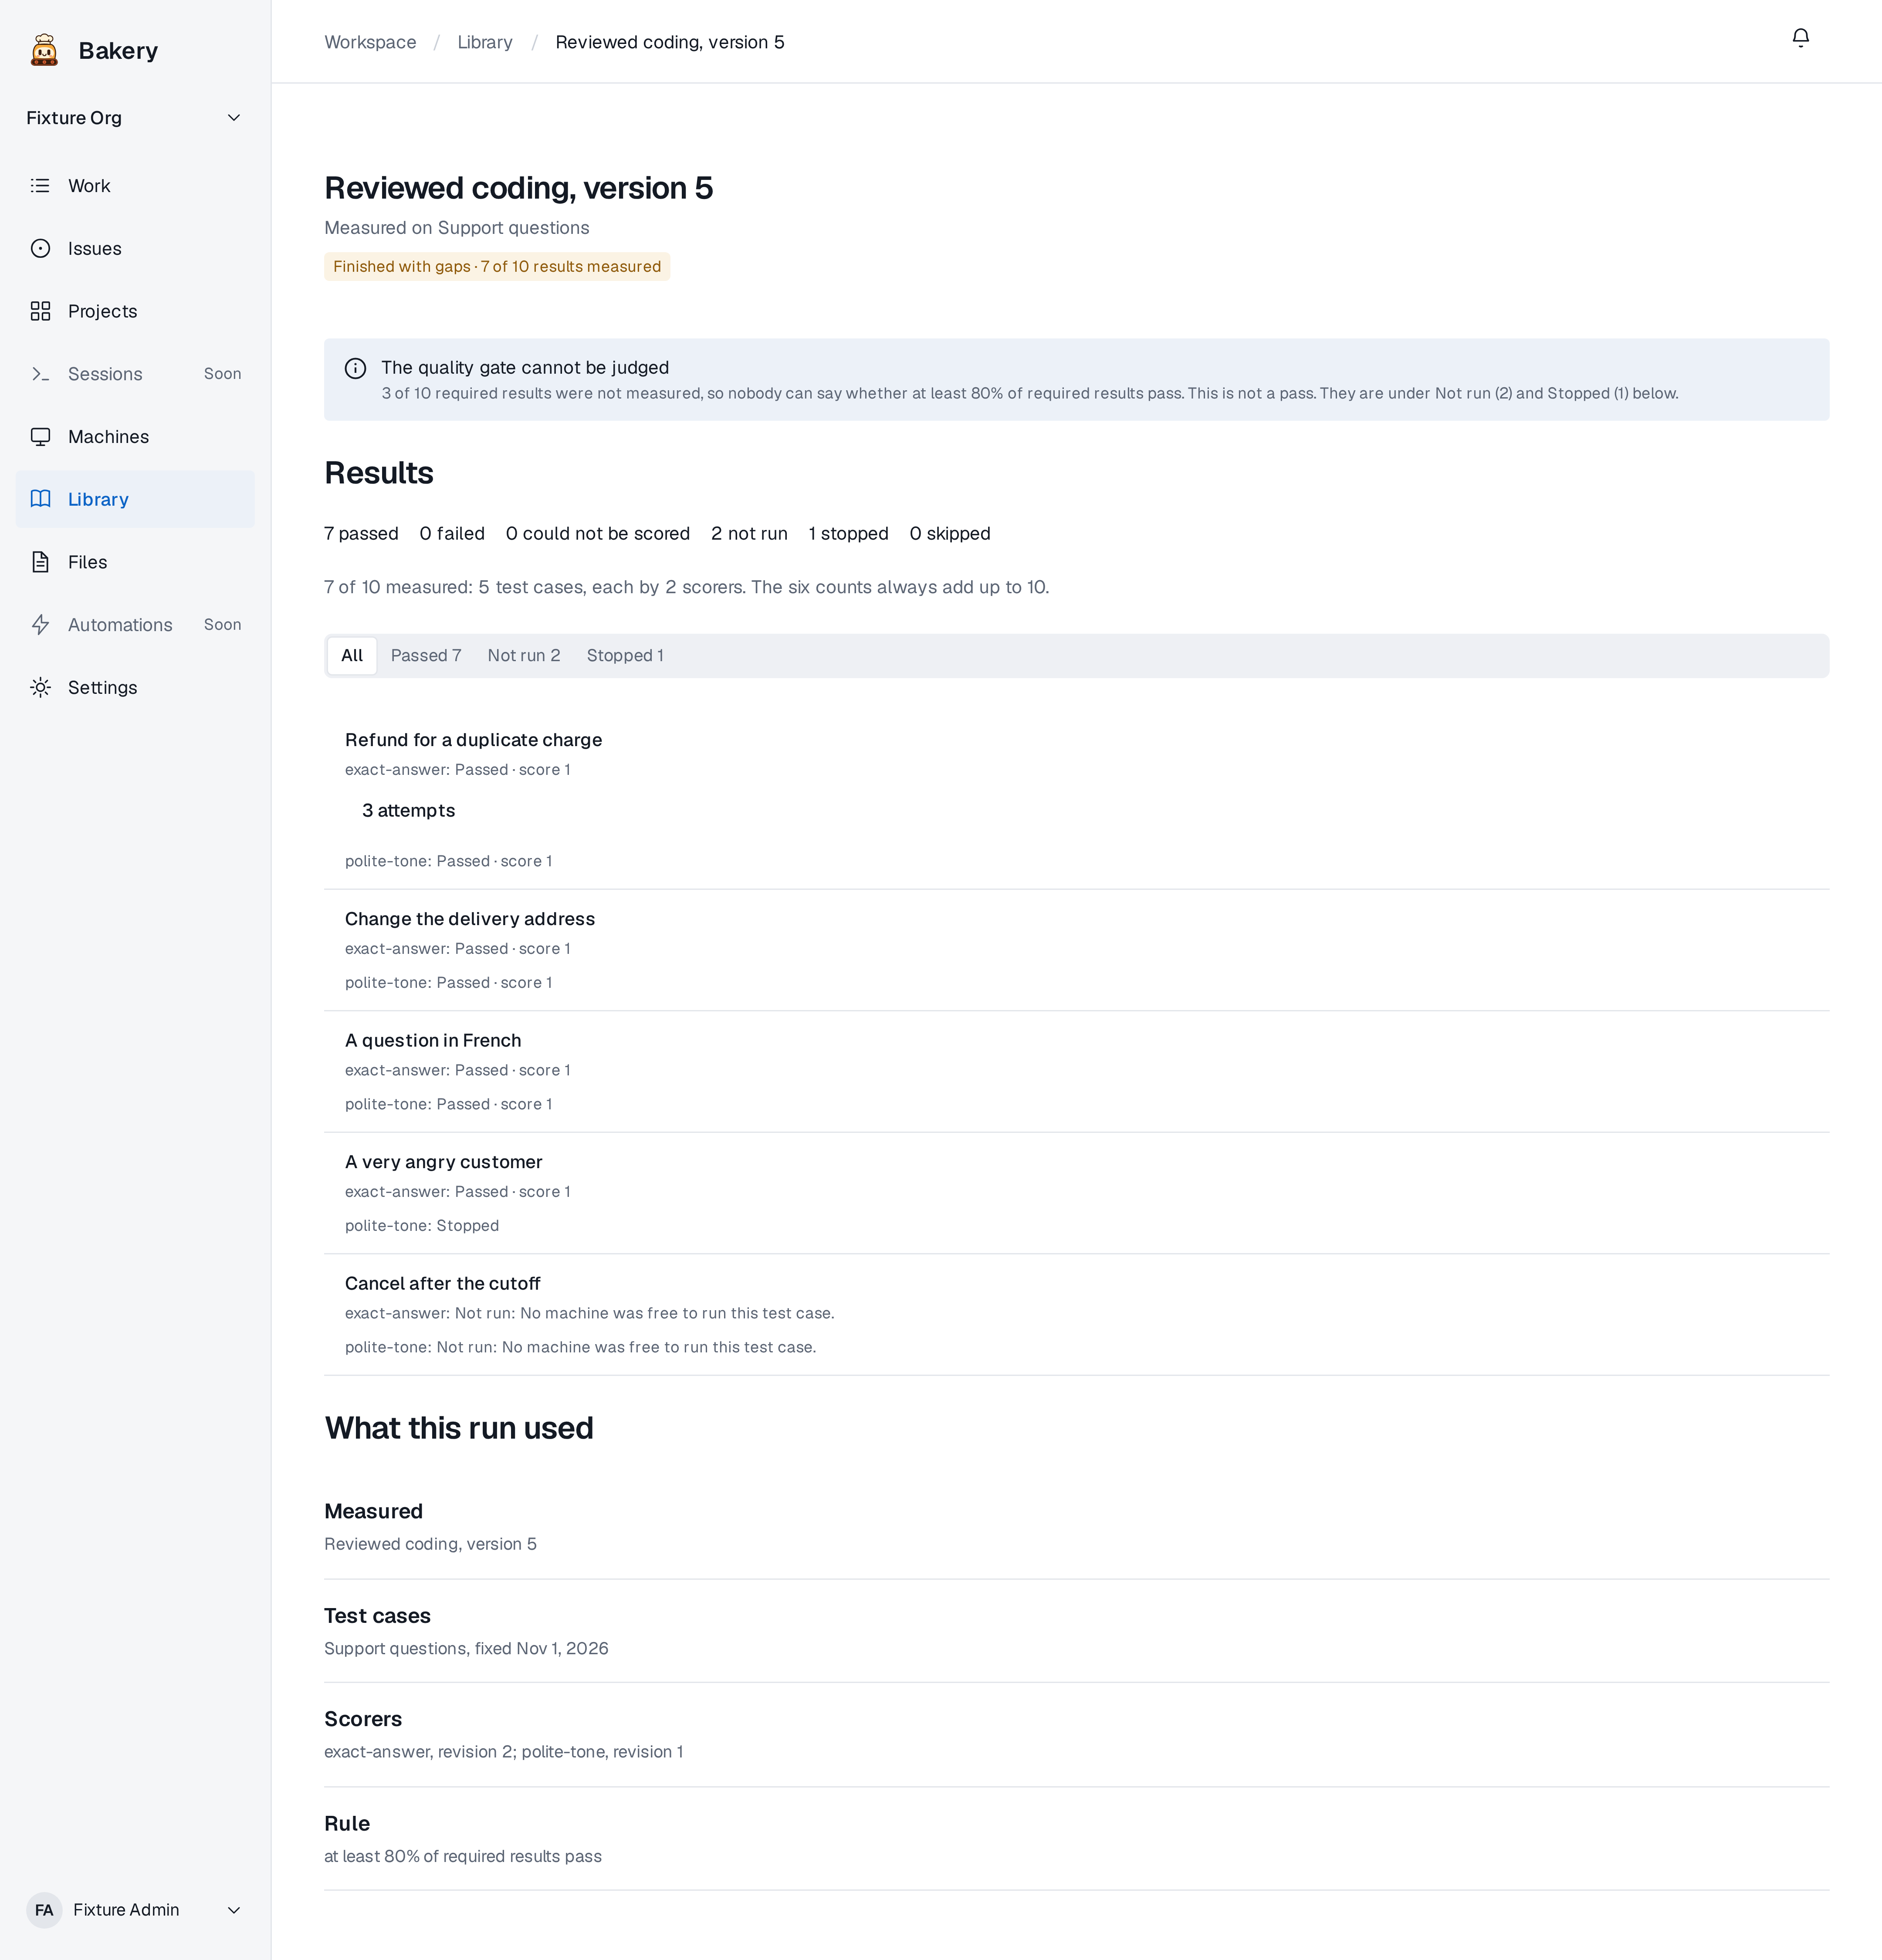 Bakery
Fixture Org
Work
Issues
Projects
Sessions Soon
Machines
Library
Files
Automations Soon
Settings
FA Fixture Admin
Workspace / Library / Reviewed coding, version 5
Reviewed coding, version 5
Measured on Support questions
Finished with gaps · 7 of 10 results measured
The quality gate cannot be judged
3 of 10 required results were not measured, so nobody can say whether at least 80% of required results pass. This is not a pass. They are under Not run (2) and Stopped (1) below.
Results
7 passed 0 failed 0 could not be scored 2 not run 1 stopped 0 skipped
7 of 10 measured: 5 test cases, each by 2 scorers. The six counts always add up to 10.
All Passed 7 Not run 2 Stopped 1
Refund for a duplicate charge
exact-answer: Passed · score 1
3 attempts
polite-tone: Passed · score 1
Change the delivery address
exact-answer: Passed · score 1
polite-tone: Passed · score 1
A question in French
exact-answer: Passed · score 1
polite-tone: Passed · score 1
A very angry customer
exact-answer: Passed · score 1
polite-tone: Stopped
Cancel after the cutoff
exact-answer: Not run: No machine was free to run this test case.
polite-tone: Not run: No machine was free to run this test case.
What this run used
Measured
Reviewed coding, version 5
Test cases
Support questions, fixed Nov 1, 2026
Scorers
exact-answer, revision 2; polite-tone, revision 1
Rule
at least 80% of required results pass